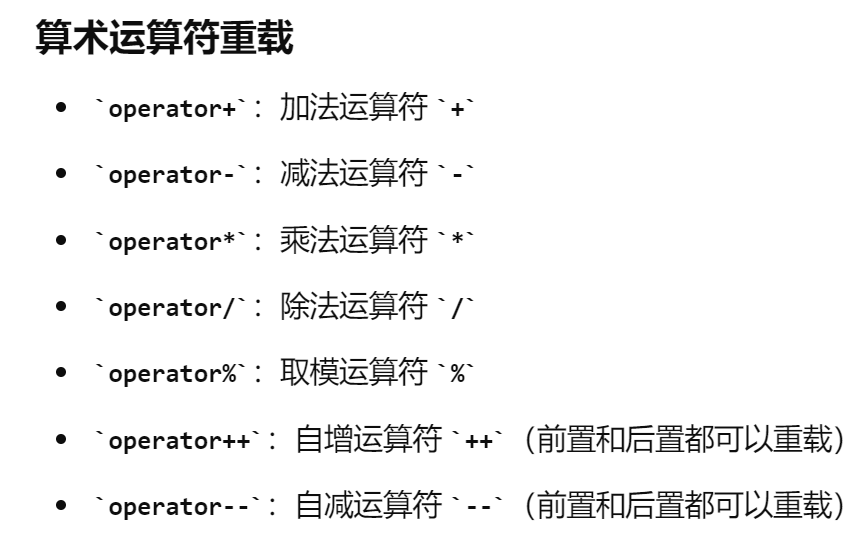 算术运算符重载
• `operator+`：加法运算符 `+`
• `operator-`：减法运算符 `-`
• `operator*`：乘法运算符 `*`
• `operator/`：除法运算符 `/`
• `operator%`：取模运算符 `%`
• `operator++`：自增运算符 `++`（前置和后置都可以重载）
• `operator--`：自减运算符 `--`（前置和后置都可以重载）